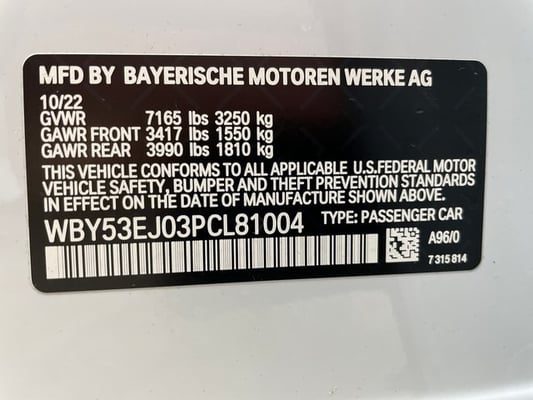 MFD BY BAYERISCHE MOTOREN WERKE AG
10/22
GVWR 7165 lbs 3250 kg
GAWR FRONT 3417 lbs 1550 kg
GAWR REAR 3990 lbs 1810 kg
THIS VEHICLE CONFORMS TO ALL APPLICABLE U.S.FEDERAL MOTOR
VEHICLE SAFETY, BUMPER AND THEFT PREVENTION STANDARDS
IN EFFECT ON THE DATE OF MANUFACTURE SHOWN ABOVE.
WBY53EJ03PCL81004 TYPE: PASSENGER CAR
A96/0
7 315 814